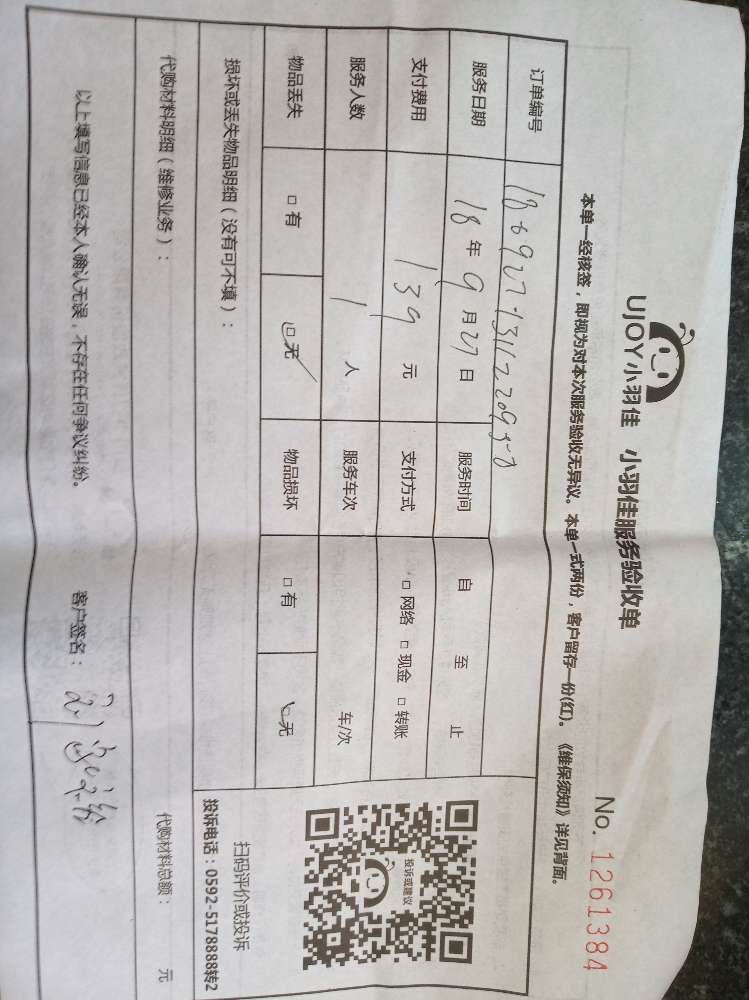 UJOY小羽佳 小羽佳服务验收单
No. 1261384
本单一经核签，即视为对本次服务验收无异议。本单一式两份，客户留存一份(红)。《维保须知》详见背面。
订单编号
服务日期 18年9月27日 服务时间 自 至 止
支付费用 139元 支付方式 □网络 □现金 □转账
服务人数 1人 服务车次 车/次
物品丢失 □有 □无 物品损坏 □有 □无
损坏或丢失物品明细（没有可不填）：
投诉或建议
扫码评价或投诉
投诉电话：0592-5178888转2
代购材料明细（维修业务）： 代购材料总额： 元
以上填写信息已经本人确认无误，不存在任何争议纠纷。 客户签名：